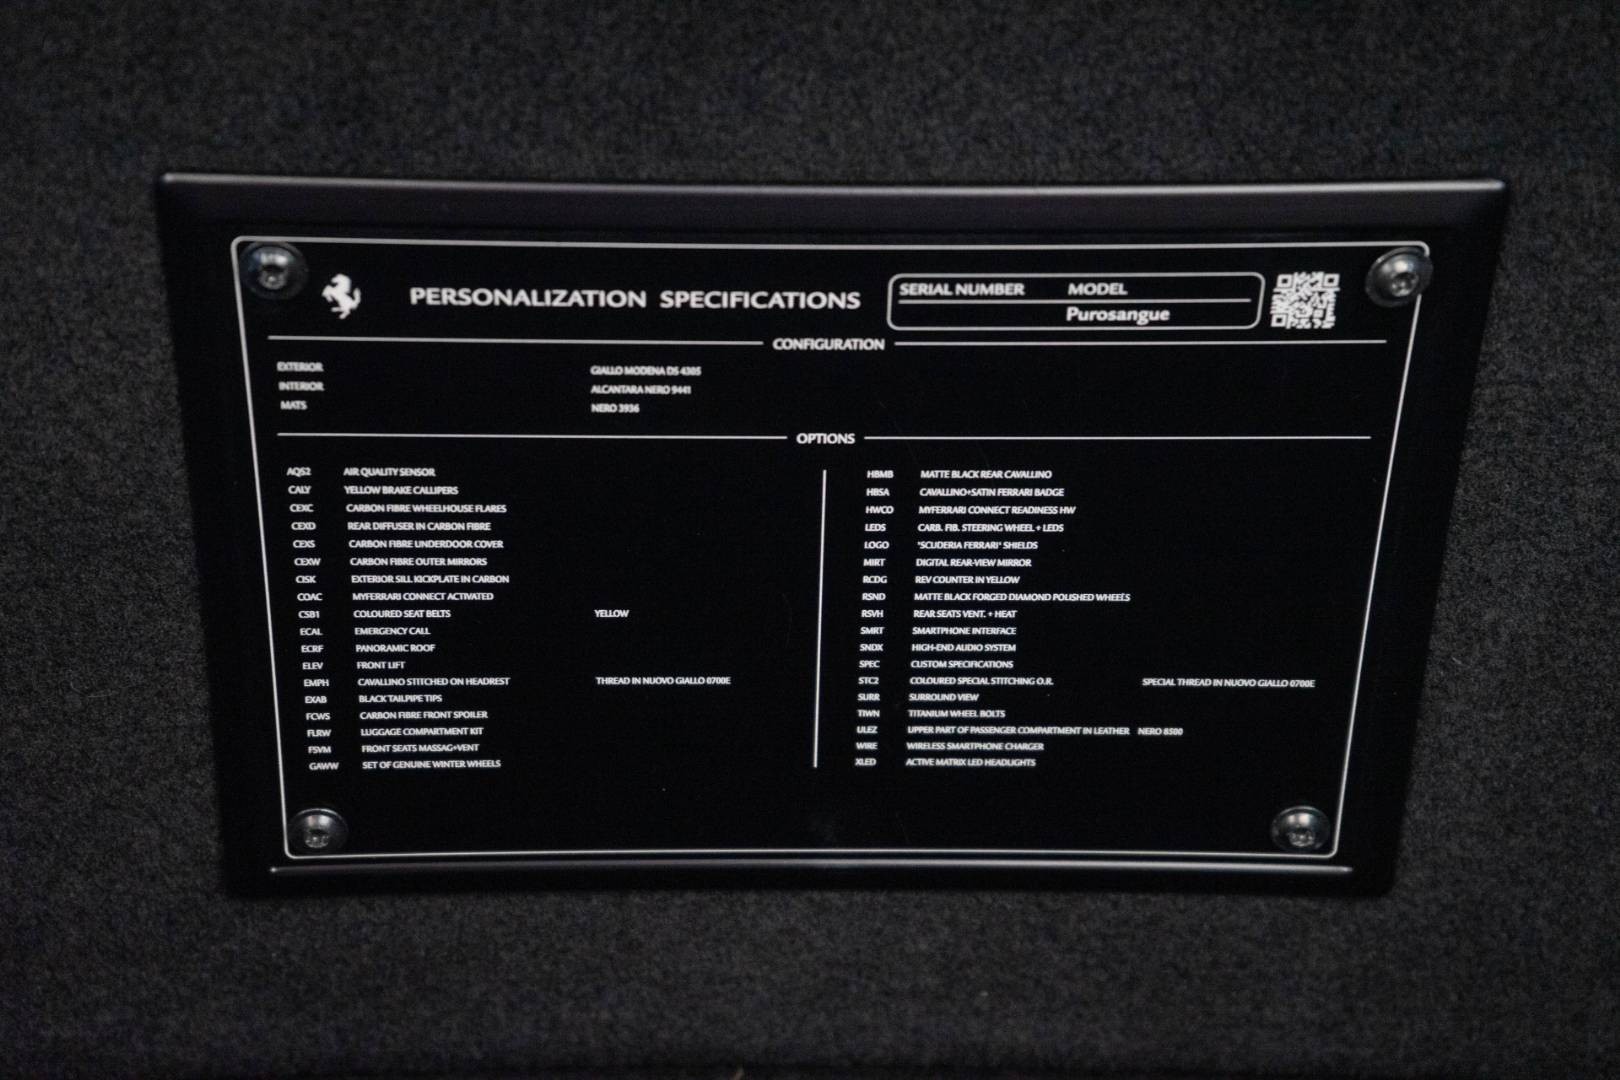 PERSONALIZATION SPECIFICATIONS
SERIAL NUMBER MODEL
Purosangue
CONFIGURATION
EXTERIOR GIALLO MODENA DS 4305
INTERIOR ALCANTARA NERO 9441
MATS NERO 3936
OPTIONS
AQS2 AIR QUALITY SENSOR
CALY YELLOW BRAKE CALLIPERS
CEXC CARBON FIBRE WHEELHOUSE FLARES
CEXD REAR DIFFUSER IN CARBON FIBRE
CEXS CARBON FIBRE UNDERDOOR COVER
CEXW CARBON FIBRE OUTER MIRRORS
CISK EXTERIOR SILL KICKPLATE IN CARBON
COAC MYFERRARI CONNECT ACTIVATED
CSB1 COLOURED SEAT BELTS YELLOW
ECAL EMERGENCY CALL
ECRF PANORAMIC ROOF
ELEV FRONT LIFT
EMPH CAVALLINO STITCHED ON HEADREST THREAD IN NUOVO GIALLO 0700E
EXAB BLACK TAILPIPE TIPS
FCWS CARBON FIBRE FRONT SPOILER
FLRW LUGGAGE COMPARTMENT KIT
FSVM FRONT SEATS MASSAG+VENT
GAWW SET OF GENUINE WINTER WHEELS
HBMB MATTE BLACK REAR CAVALLINO
HBSA CAVALLINO+SATIN FERRARI BADGE
HWCO MYFERRARI CONNECT READINESS HW
LEDS CARB. FIB. STEERING WHEEL + LEDS
LOGO "SCUDERIA FERRARI" SHIELDS
MIRT DIGITAL REAR-VIEW MIRROR
RCDG REV COUNTER IN YELLOW
RSND MATTE BLACK FORGED DIAMOND POLISHED WHEELS
RSVH REAR SEATS VENT. + HEAT
SMRT SMARTPHONE INTERFACE
SNDX HIGH-END AUDIO SYSTEM
SPEC CUSTOM SPECIFICATIONS
STC2 COLOURED SPECIAL STITCHING O.R. SPECIAL THREAD IN NUOVO GIALLO 0700E
SURR SURROUND VIEW
TIWN TITANIUM WHEEL BOLTS
ULEZ UPPER PART OF PASSENGER COMPARTMENT IN LEATHER NERO 8500
WIRE WIRELESS SMARTPHONE CHARGER
XLED ACTIVE MATRIX LED HEADLIGHTS